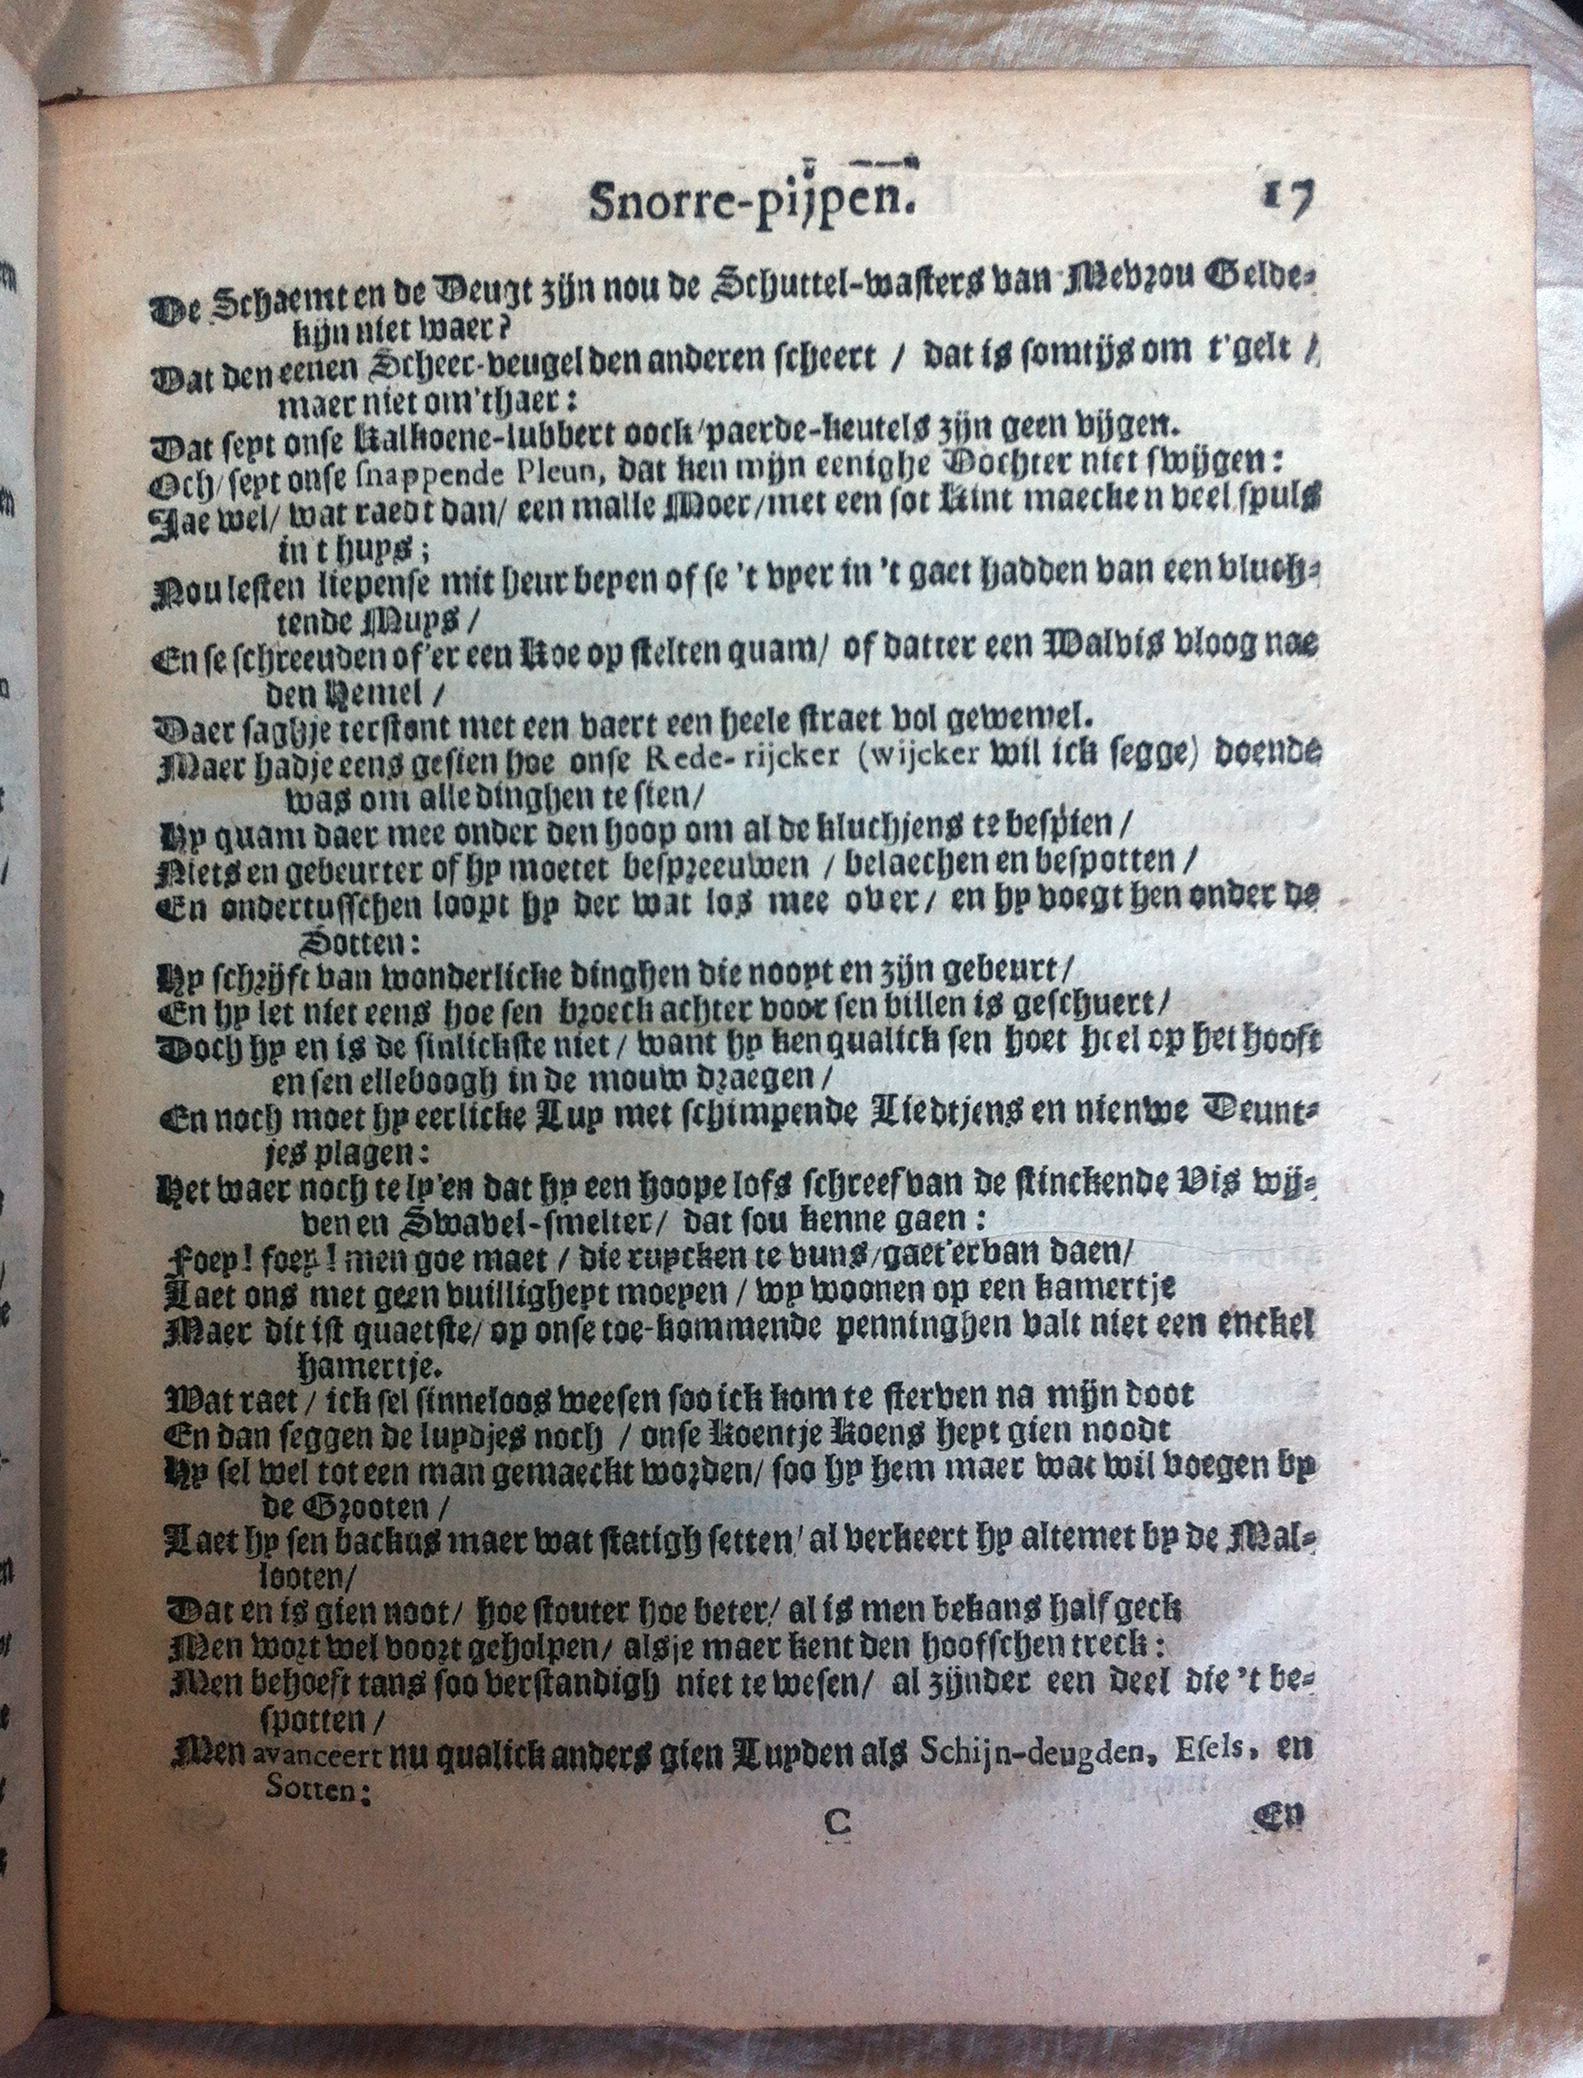 Snorre-pijpen. 17
De Schaemt en de Deugt zijn nou de Schuttel-wasters van Mevrou Gelde-
kijn niet waer?
Dat den eenen Scheer-veugel den anderen scheert / dat is somtijs om t'gelt /
maer niet om'thaer:
Dat seyt onse Kalkoene-lubbert oock / paerde-keutels zijn geen vijgen.
Och / seyt onse snappende Pleun, dat ken mijn eenighe Dochter niet swijgen:
Jae wel / wat raedt dan / een malle Moer / met een sot Kint maecken veel spuls
in t huys;
Nou lesten liepense mit heur beyen of se 't vyer in 't gaet hadden van een vluch-
tende Muys /
En se schreeuden of'er een Koe op stelten quam / of datter een Walvis vloog nae
den Hemel /
Daer saghje terstont met een vaert een heele straet vol gewemel.
Maer hadje eens gesien hoe onse Rede-rijcker (wijcker wil ick segge) doende
was om alle dinghen te sien /
Hy quam daer mee onder den hoop om al de kluchjens te bespien /
Niets en gebeurter of hy moetet bespreeuwen / belaechen en bespotten /
En ondertusschen loopt hy der wat los mee over / en hy voegt hen onder de
Sotten:
Hy schrijft van wonderlicke dinghen die nooyt en zijn gebeurt /
En hy let niet eens hoe sen broeck achter voor sen billen is geschuert /
Doch hy en is de sinlickste niet / want hy ken qualick sen hoet heel op het hooft
en sen elleboogh in de mouw draegen /
En noch moet hy eerlicke Luy met schimpende Liedtjens en nieuwe Deunt-
jes plagen:
Het waer noch te ly'en dat hy een hoope lofs schreef van de stinckende Vis wij-
ven en Swavel-smelter / dat sou kenne gaen:
Foey! foey! men goe maet / die ruycken te vuns / gaet'er van daen /
Laet ons met geen vuilligheyt moeyen / wy woonen op een kamertje
Maer dit ist quaetste / op onse toe-kommende penninghen valt niet een enckel
hamertje.
Wat raet / ick sel sinneloos weesen soo ick kom te sterven na mijn doot
En dan seggen de luydjes noch / onse Koentje Koens heyt gien noodt
Hy sel wel tot een man gemaeckt worden / soo hy hem maer wat wil voegen by
de Grooten /
Laet hy sen backus maer wat statigh setten / al verkeert hy altemet by de Mal-
looten /
Dat en is gien noot / hoe stouter hoe beter / al is men bekans half geck
Men wort wel voort geholpen / alsje maer kent den hoofschen treck:
Men behoeft tans soo verstandigh niet te wesen / al zijnder een deel die 't be-
spotten /
Men avanceert nu qualick anders gien Luyden als Schijn-deugden, Esels, en
Sotten:
C En